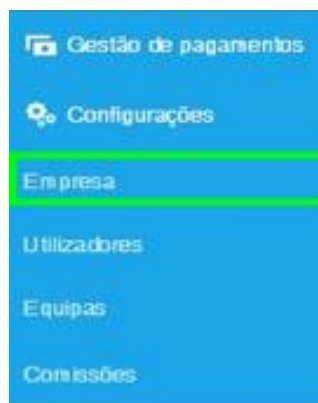 Gestão de pagamentos
Configurações
Empresa
Utilizadores
Equipas
Comissões